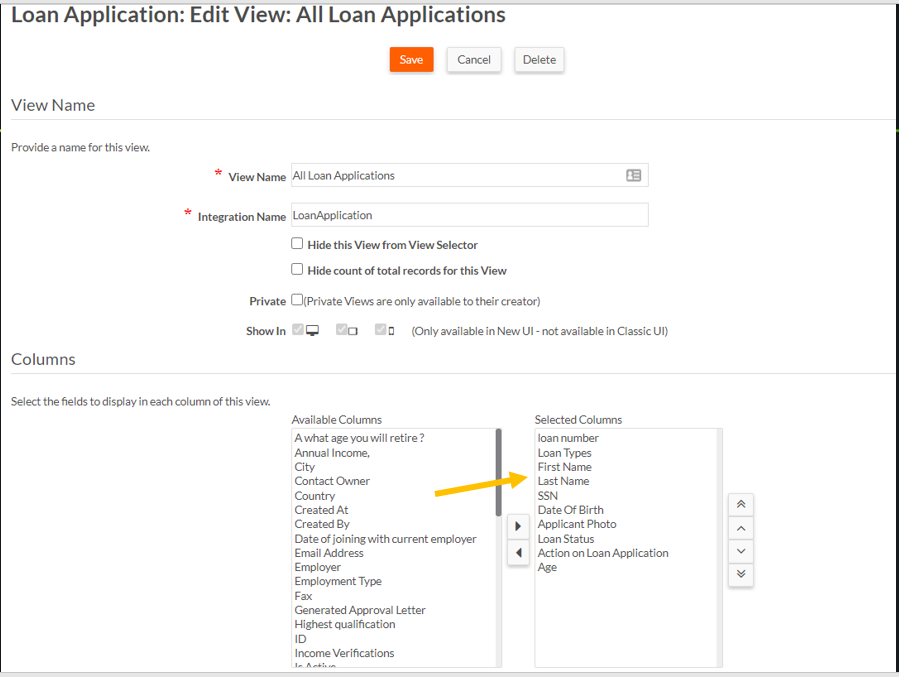 Loan Application: Edit View: All Loan Applications
Save Cancel Delete
View Name
Provide a name for this view.
* View Name All Loan Applications
* Integration Name LoanApplication
Hide this View from View Selector
Hide count of total records for this View
Private (Private Views are only available to their creator)
Show In (Only available in New UI - not available in Classic UI)
Columns
Select the fields to display in each column of this view.
Available Columns
A what age you will retire ?
Annual Income,
City
Contact Owner
Country
Created At
Created By
Date of joining with current employer
Email Address
Employer
Employment Type
Fax
Generated Approval Letter
Highest qualification
ID
Income Verifications
Is Active
Selected Columns
loan number
Loan Types
First Name
Last Name
SSN
Date Of Birth
Applicant Photo
Loan Status
Action on Loan Application
Age